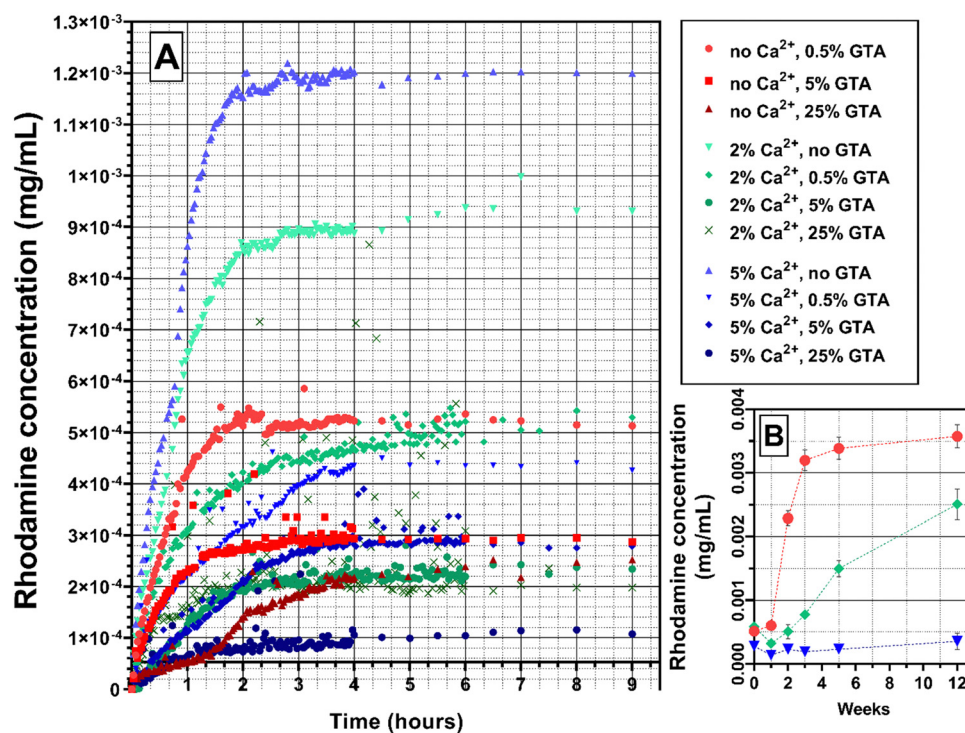 A
Rhodamine concentration (mg/mL)
1.3×10⁻³
1.2×10⁻³
1.1×10⁻³
1×10⁻³
9×10⁻⁴
8×10⁻⁴
7×10⁻⁴
6×10⁻⁴
5×10⁻⁴
4×10⁻⁴
3×10⁻⁴
2×10⁻⁴
1×10⁻⁴
0
1 2 3 4 5 6 7 8 9
Time (hours)
no Ca²⁺, 0.5% GTA
no Ca²⁺, 5% GTA
no Ca²⁺, 25% GTA
2% Ca²⁺, no GTA
2% Ca²⁺, 0.5% GTA
2% Ca²⁺, 5% GTA
2% Ca²⁺, 25% GTA
5% Ca²⁺, no GTA
5% Ca²⁺, 0.5% GTA
5% Ca²⁺, 5% GTA
5% Ca²⁺, 25% GTA
B
Rhodamine concentration
(mg/mL)
0.004
0.003
0.002
0.001
0.000
0 2 4 6 8 10 12
Weeks